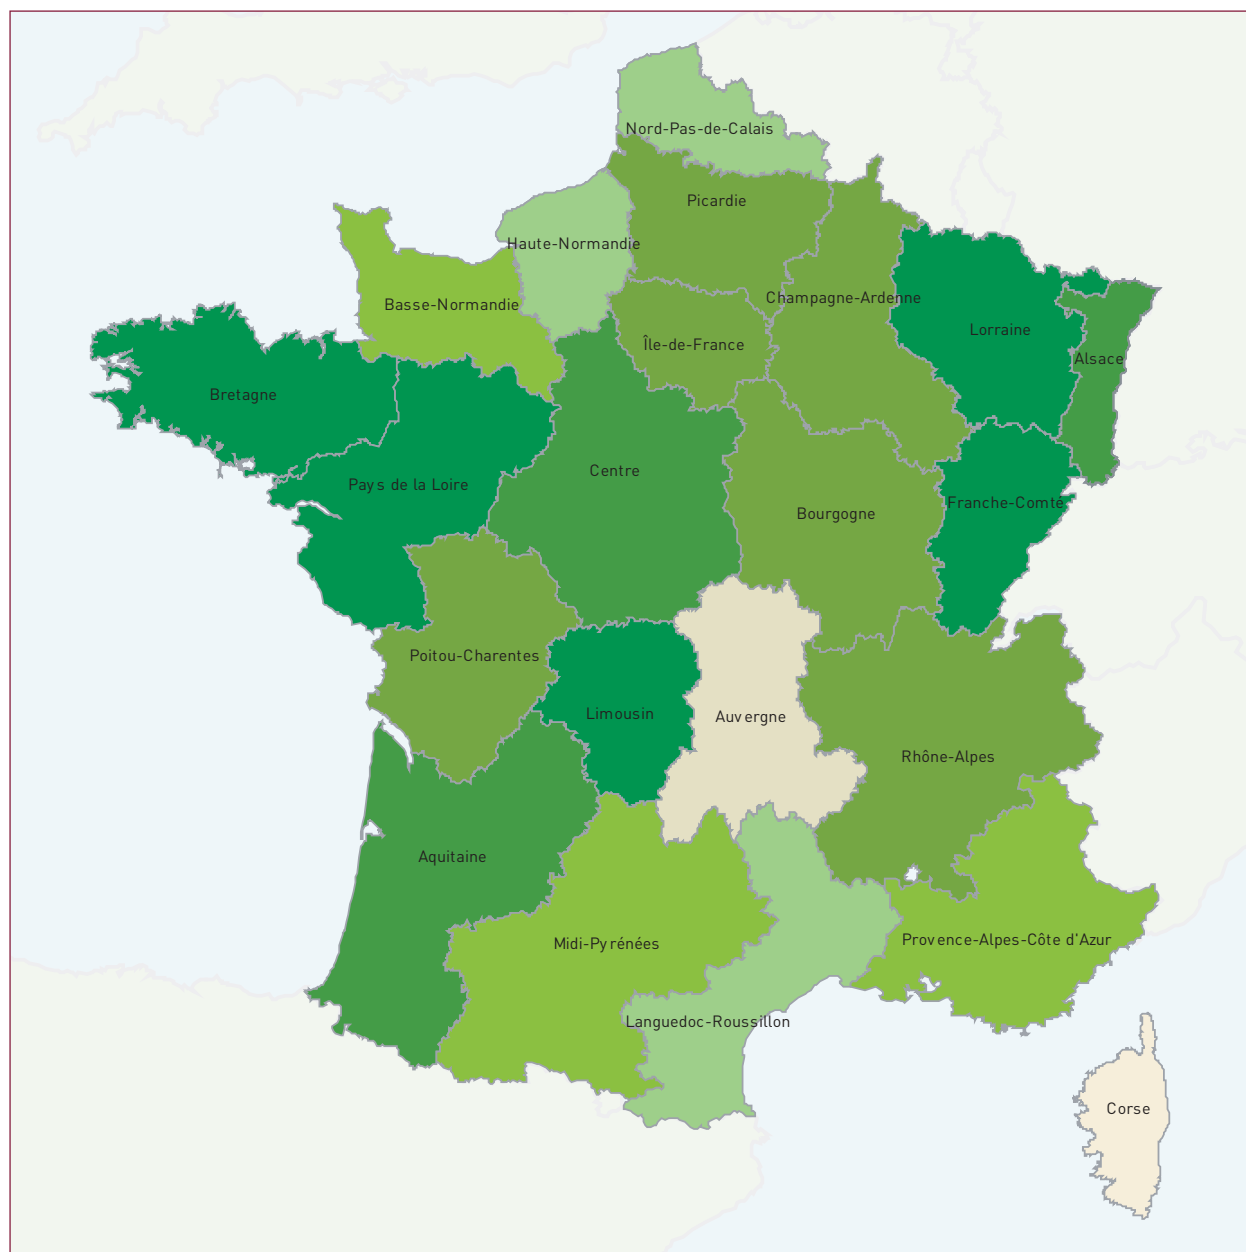 Nord-Pas-de-Calais
Picardie
Haute-Normandie
Champagne-Ardenne
Basse-Normandie
Lorraine
Île-de-France
Alsace
Bretagne
Centre
Pays de la Loire
Franche-Comté
Bourgogne
Poitou-Charentes
Limousin
Auvergne
Rhône-Alpes
Aquitaine
Provence-Alpes-Côte d'Azur
Midi-Pyrénées
Languedoc-Roussillon
Corse